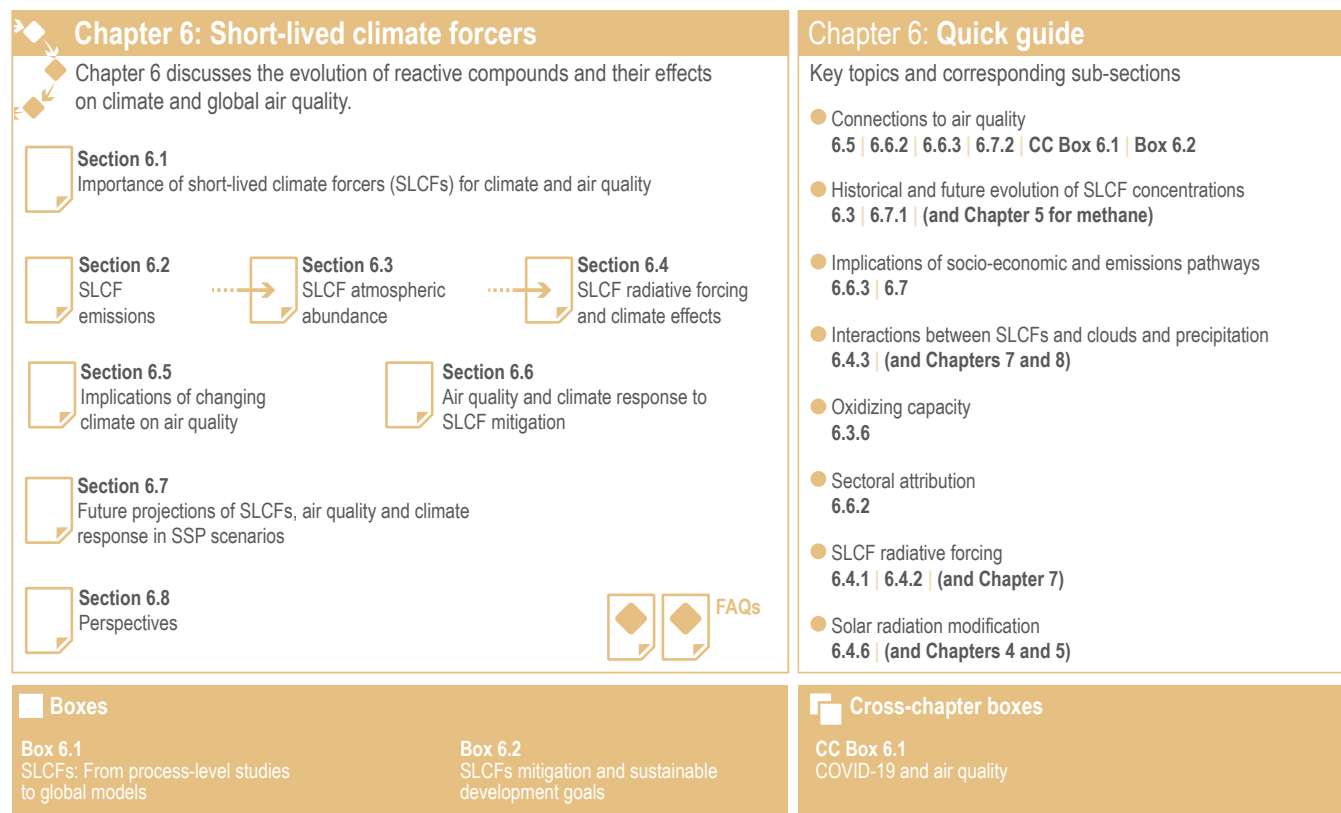 Chapter 6: Short-lived climate forcers
Chapter 6 discusses the evolution of reactive compounds and their effects
on climate and global air quality.
Section 6.1
Importance of short-lived climate forcers (SLCFs) for climate and air quality
Section 6.2
SLCF
emissions
Section 6.3
SLCF atmospheric
abundance
Section 6.4
SLCF radiative forcing
and climate effects
Section 6.5
Implications of changing
climate on air quality
Section 6.6
Air quality and climate response to
SLCF mitigation
Section 6.7
Future projections of SLCFs, air quality and climate
response in SSP scenarios
Section 6.8
Perspectives
FAQs
Chapter 6: Quick guide
Key topics and corresponding sub-sections
Connections to air quality
6.5 | 6.6.2 | 6.6.3 | 6.7.2 | CC Box 6.1 | Box 6.2
Historical and future evolution of SLCF concentrations
6.3 | 6.7.1 | (and Chapter 5 for methane)
Implications of socio-economic and emissions pathways
6.6.3 | 6.7
Interactions between SLCFs and clouds and precipitation
6.4.3 | (and Chapters 7 and 8)
Oxidizing capacity
6.3.6
Sectoral attribution
6.6.2
SLCF radiative forcing
6.4.1 | 6.4.2 | (and Chapter 7)
Solar radiation modification
6.4.6 | (and Chapters 4 and 5)
Boxes
Box 6.1
SLCFs: From process-level studies
to global models
Box 6.2
SLCFs mitigation and sustainable
development goals
Cross-chapter boxes
CC Box 6.1
COVID-19 and air quality